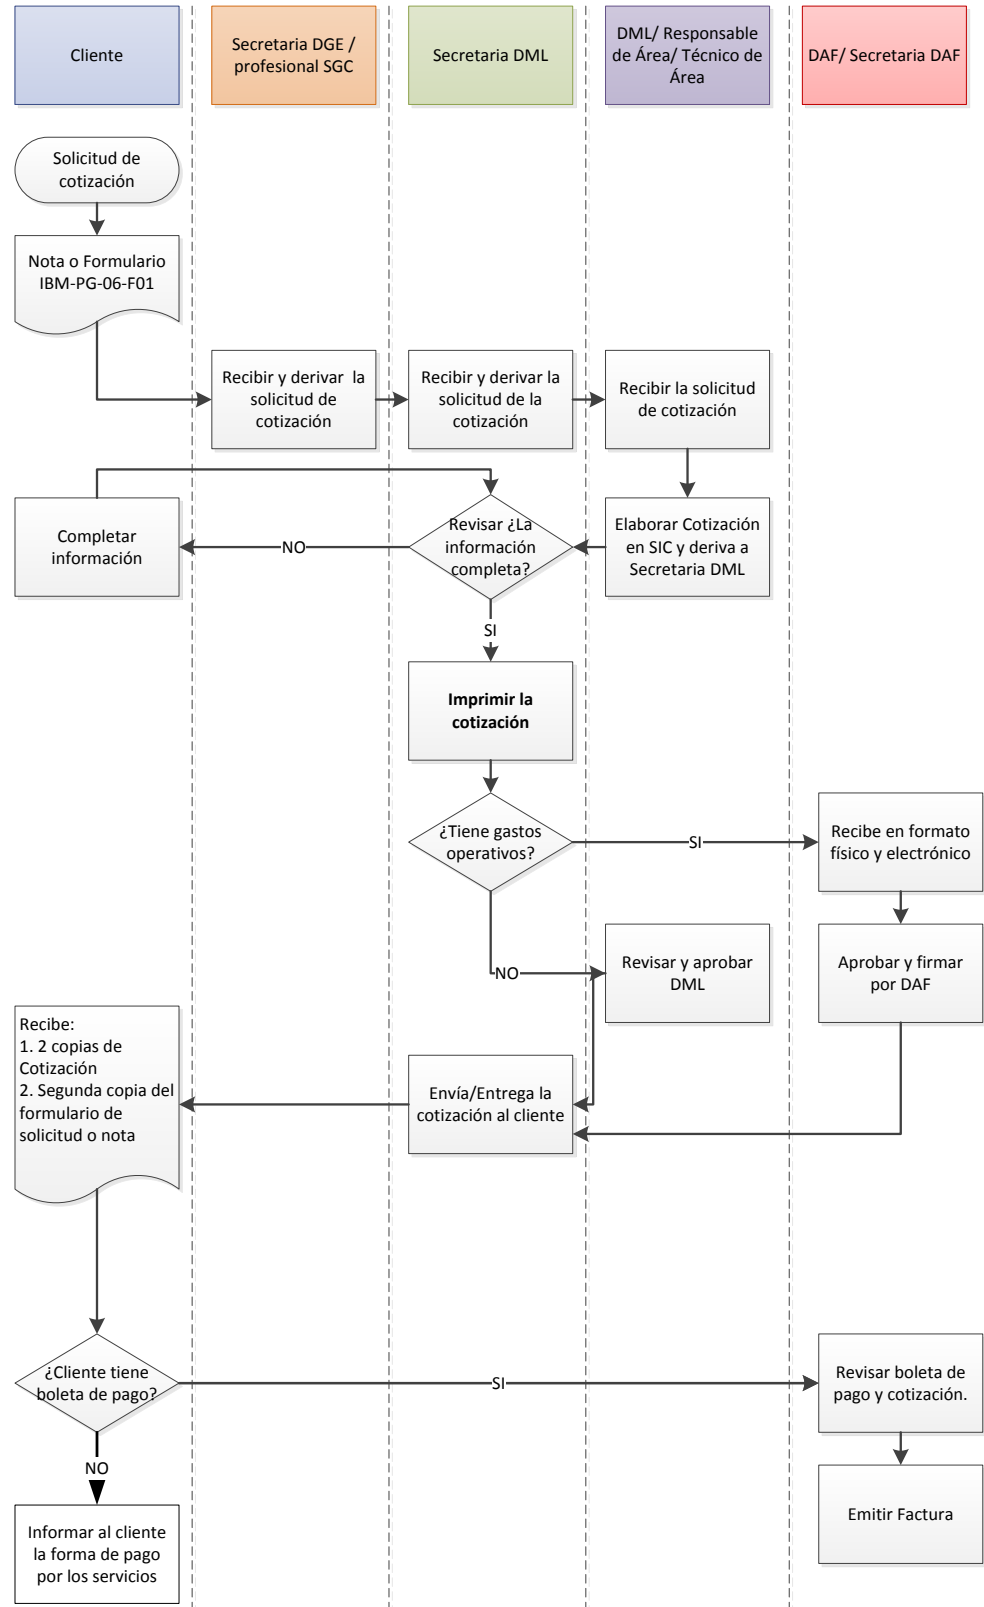 Cliente
Secretaria DGE /
profesional SGC
Secretaria DML
DML/ Responsable
de Área/ Técnico de
Área
DAF/ Secretaria DAF
Solicitud de
cotización
Nota o Formulario
IBM-PG-06-F01
Recibir y derivar  la
solicitud de
cotización
Recibir y derivar la
solicitud de la
cotización
Recibir la solicitud
de cotización
Completar
información
NO
Revisar ¿La
información
completa?
Elaborar Cotización
en SIC y deriva a
Secretaria DML
SI
Imprimir la
cotización
¿Tiene gastos
operativos?
SI
Recibe en formato
físico y electrónico
NO
Revisar y aprobar
DML
Aprobar y firmar
por DAF
Recibe:
1. 2 copias de
Cotización
2. Segunda copia del
formulario de
solicitud o nota
Envía/Entrega la
cotización al cliente
¿Cliente tiene
boleta de pago?
SI
Revisar boleta de
pago y cotización.
NO
Informar al cliente
la forma de pago
por los servicios
Emitir Factura